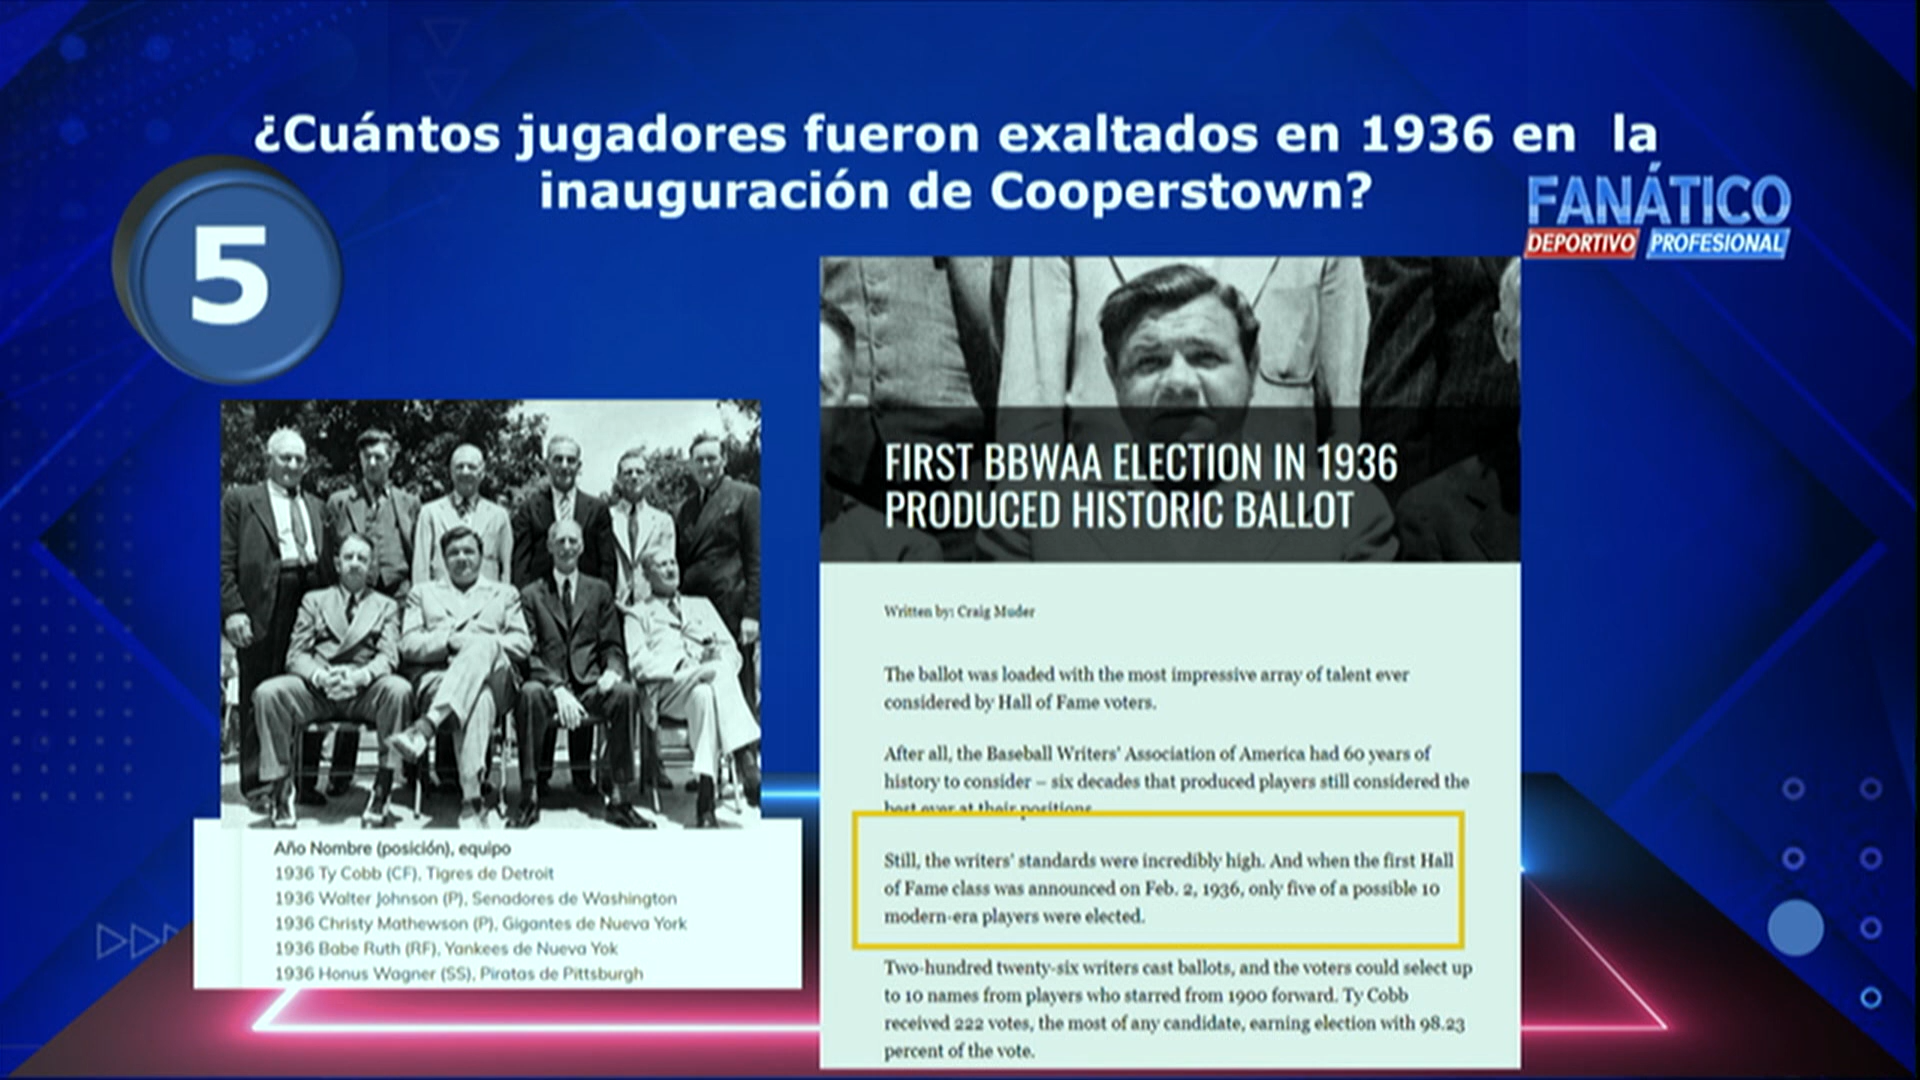 ¿Cuántos jugadores fueron exaltados en 1936 en la
inauguración de Cooperstown?
5
FANÁTICO
DEPORTIVO PROFESIONAL
Año Nombre (posición), equipo
1936 Ty Cobb (CF), Tigres de Detroit
1936 Walter Johnson (P), Senadores de Washington
1936 Christy Mathewson (P), Gigantes de Nueva York
1936 Babe Ruth (RF), Yankees de Nueva Yok
1936 Honus Wagner (SS), Piratas de Pittsburgh
FIRST BBWAA ELECTION IN 1936
PRODUCED HISTORIC BALLOT
Written by: Craig Muder
The ballot was loaded with the most impressive array of talent ever
considered by Hall of Fame voters.
After all, the Baseball Writers' Association of America had 60 years of
history to consider – six decades that produced players still considered the
best ever at their positions.
Still, the writers' standards were incredibly high. And when the first Hall
of Fame class was announced on Feb. 2, 1936, only five of a possible 10
modern-era players were elected.
Two-hundred twenty-six writers cast ballots, and the voters could select up
to 10 names from players who starred from 1900 forward. Ty Cobb
received 222 votes, the most of any candidate, earning election with 98.23
percent of the vote.